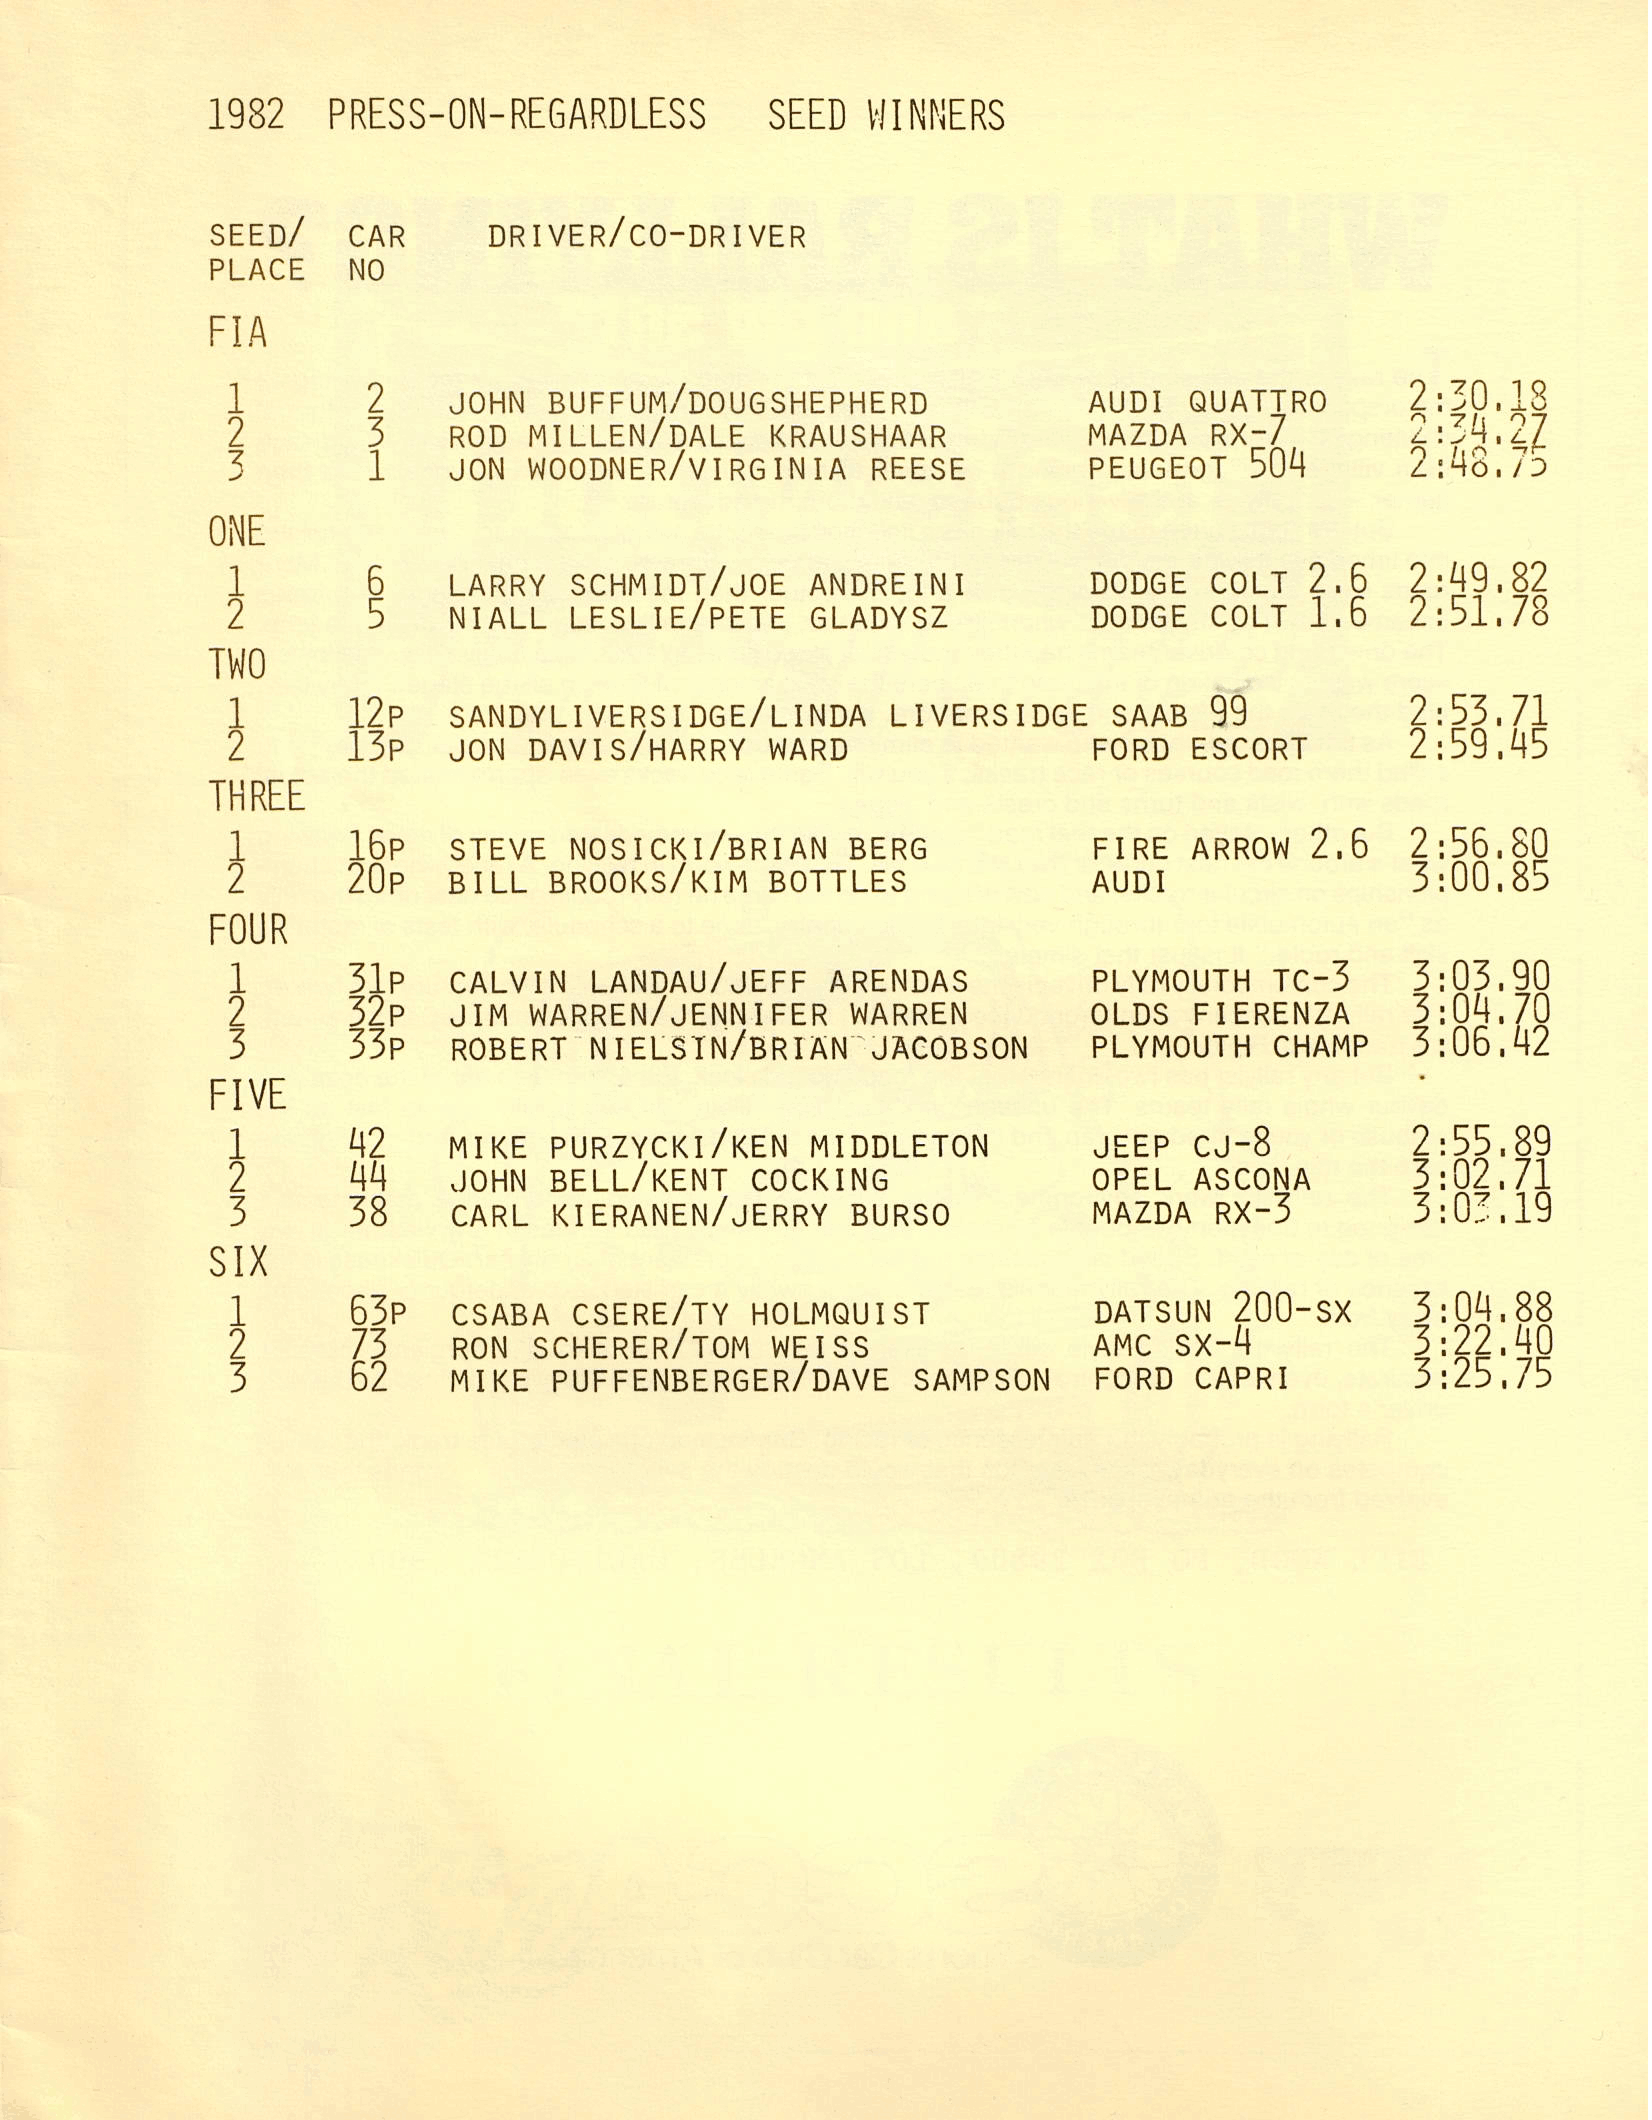 1982 PRESS-ON-REGARDLESS SEED WINNERS
SEED/ CAR DRIVER/CO-DRIVER
PLACE NO
FIA
1 2 JOHN BUFFUM/DOUGSHEPHERD AUDI QUATTRO 2:30.18
2 3 ROD MILLEN/DALE KRAUSHAAR MAZDA RX-7 2:34.27
3 1 JON WOODNER/VIRGINIA REESE PEUGEOT 504 2:48.75
ONE
1 6 LARRY SCHMIDT/JOE ANDREINI DODGE COLT 2.6 2:49.82
2 5 NIALL LESLIE/PETE GLADYSZ DODGE COLT 1.6 2:51.78
TWO
1 12P SANDYLIVERSIDGE/LINDA LIVERSIDGE SAAB 99 2:53.71
2 13P JON DAVIS/HARRY WARD FORD ESCORT 2:59.45
THREE
1 16P STEVE NOSICKI/BRIAN BERG FIRE ARROW 2.6 2:56.80
2 20P BILL BROOKS/KIM BOTTLES AUDI 3:00.85
FOUR
1 31P CALVIN LANDAU/JEFF ARENDAS PLYMOUTH TC-3 3:03.90
2 32P JIM WARREN/JENNIFER WARREN OLDS FIERENZA 3:04.70
3 33P ROBERT NIELSIN/BRIAN JACOBSON PLYMOUTH CHAMP 3:06.42
FIVE
1 42 MIKE PURZYCKI/KEN MIDDLETON JEEP CJ-8 2:55.89
2 44 JOHN BELL/KENT COCKING OPEL ASCONA 3:02.71
3 38 CARL KIERANEN/JERRY BURSO MAZDA RX-3 3:03.19
SIX
1 63P CSABA CSERE/TY HOLMQUIST DATSUN 200-SX 3:04.88
2 73 RON SCHERER/TOM WEISS AMC SX-4 3:22.40
3 62 MIKE PUFFENBERGER/DAVE SAMPSON FORD CAPRI 3:25.75